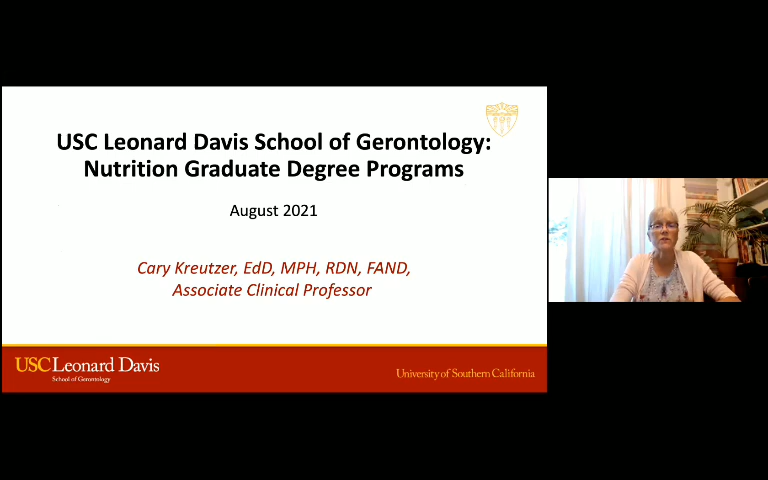 USC Leonard Davis School of Gerontology:
Nutrition Graduate Degree Programs
August 2021
Cary Kreutzer, EdD, MPH, RDN, FAND,
Associate Clinical Professor
USC Leonard Davis
School of Gerontology
University of Southern California